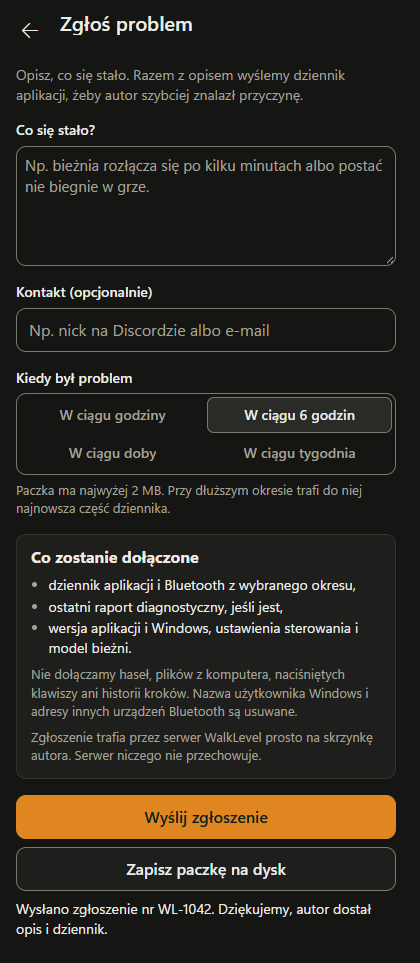 Zgłoś problem
Opisz, co się stało. Razem z opisem wyślemy dziennik
aplikacji, żeby autor szybciej znalazł przyczynę.
Co się stało?
Np. bieżnia rozłącza się po kilku minutach albo postać
nie biegnie w grze.
Kontakt (opcjonalnie)
Np. nick na Discordzie albo e-mail
Kiedy był problem
W ciągu godziny
W ciągu 6 godzin
W ciągu doby
W ciągu tygodnia
Paczka ma najwyżej 2 MB. Przy dłuższym okresie trafi do niej
najnowsza część dziennika.
Co zostanie dołączone
• dziennik aplikacji i Bluetooth z wybranego okresu,
• ostatni raport diagnostyczny, jeśli jest,
• wersja aplikacji i Windows, ustawienia sterowania i
model bieżni.
Nie dołączamy haseł, plików z komputera, naciśniętych
klawiszy ani historii kroków. Nazwa użytkownika Windows i
adresy innych urządzeń Bluetooth są usuwane.
Zgłoszenie trafia przez serwer WalkLevel prosto na skrzynkę
autora. Serwer niczego nie przechowuje.
Wyślij zgłoszenie
Zapisz paczkę na dysk
Wysłano zgłoszenie nr WL-1042. Dziękujemy, autor dostał
opis i dziennik.